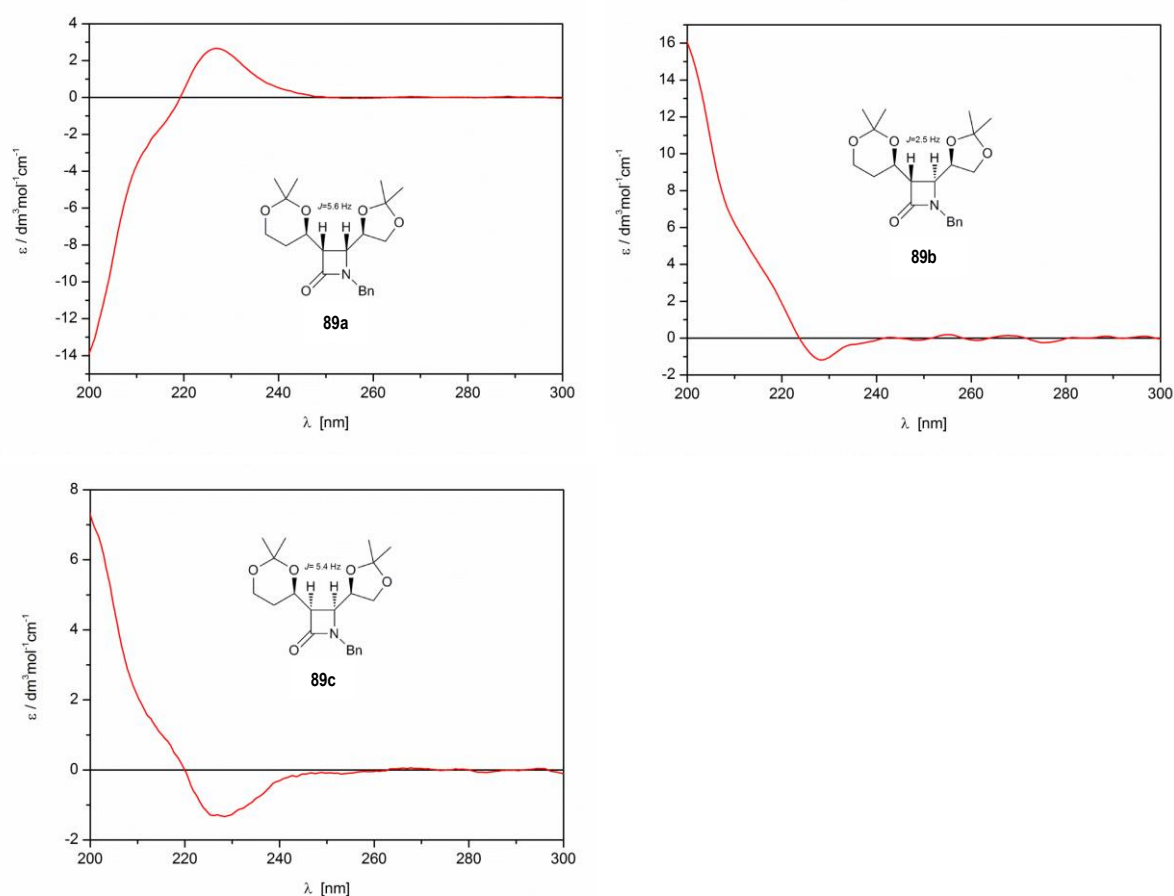 4
2
0
-2
-4
-6
-8
-10
-12
-14
ε / dm³mol⁻¹cm⁻¹
O O J=5.6 Hz O O
H H
O N Bn
89a
200 220 240 260 280 300
λ [nm]
16
14
12
10
8
6
4
2
0
-2
ε / dm³mol⁻¹cm⁻¹
O O J=2.5 Hz O O
H H
O N Bn
89b
200 220 240 260 280 300
λ [nm]
8
6
4
2
0
-2
ε / dm³mol⁻¹cm⁻¹
O O J= 5.4 Hz O O
H H
O N Bn
89c
200 220 240 260 280 300
λ [nm]